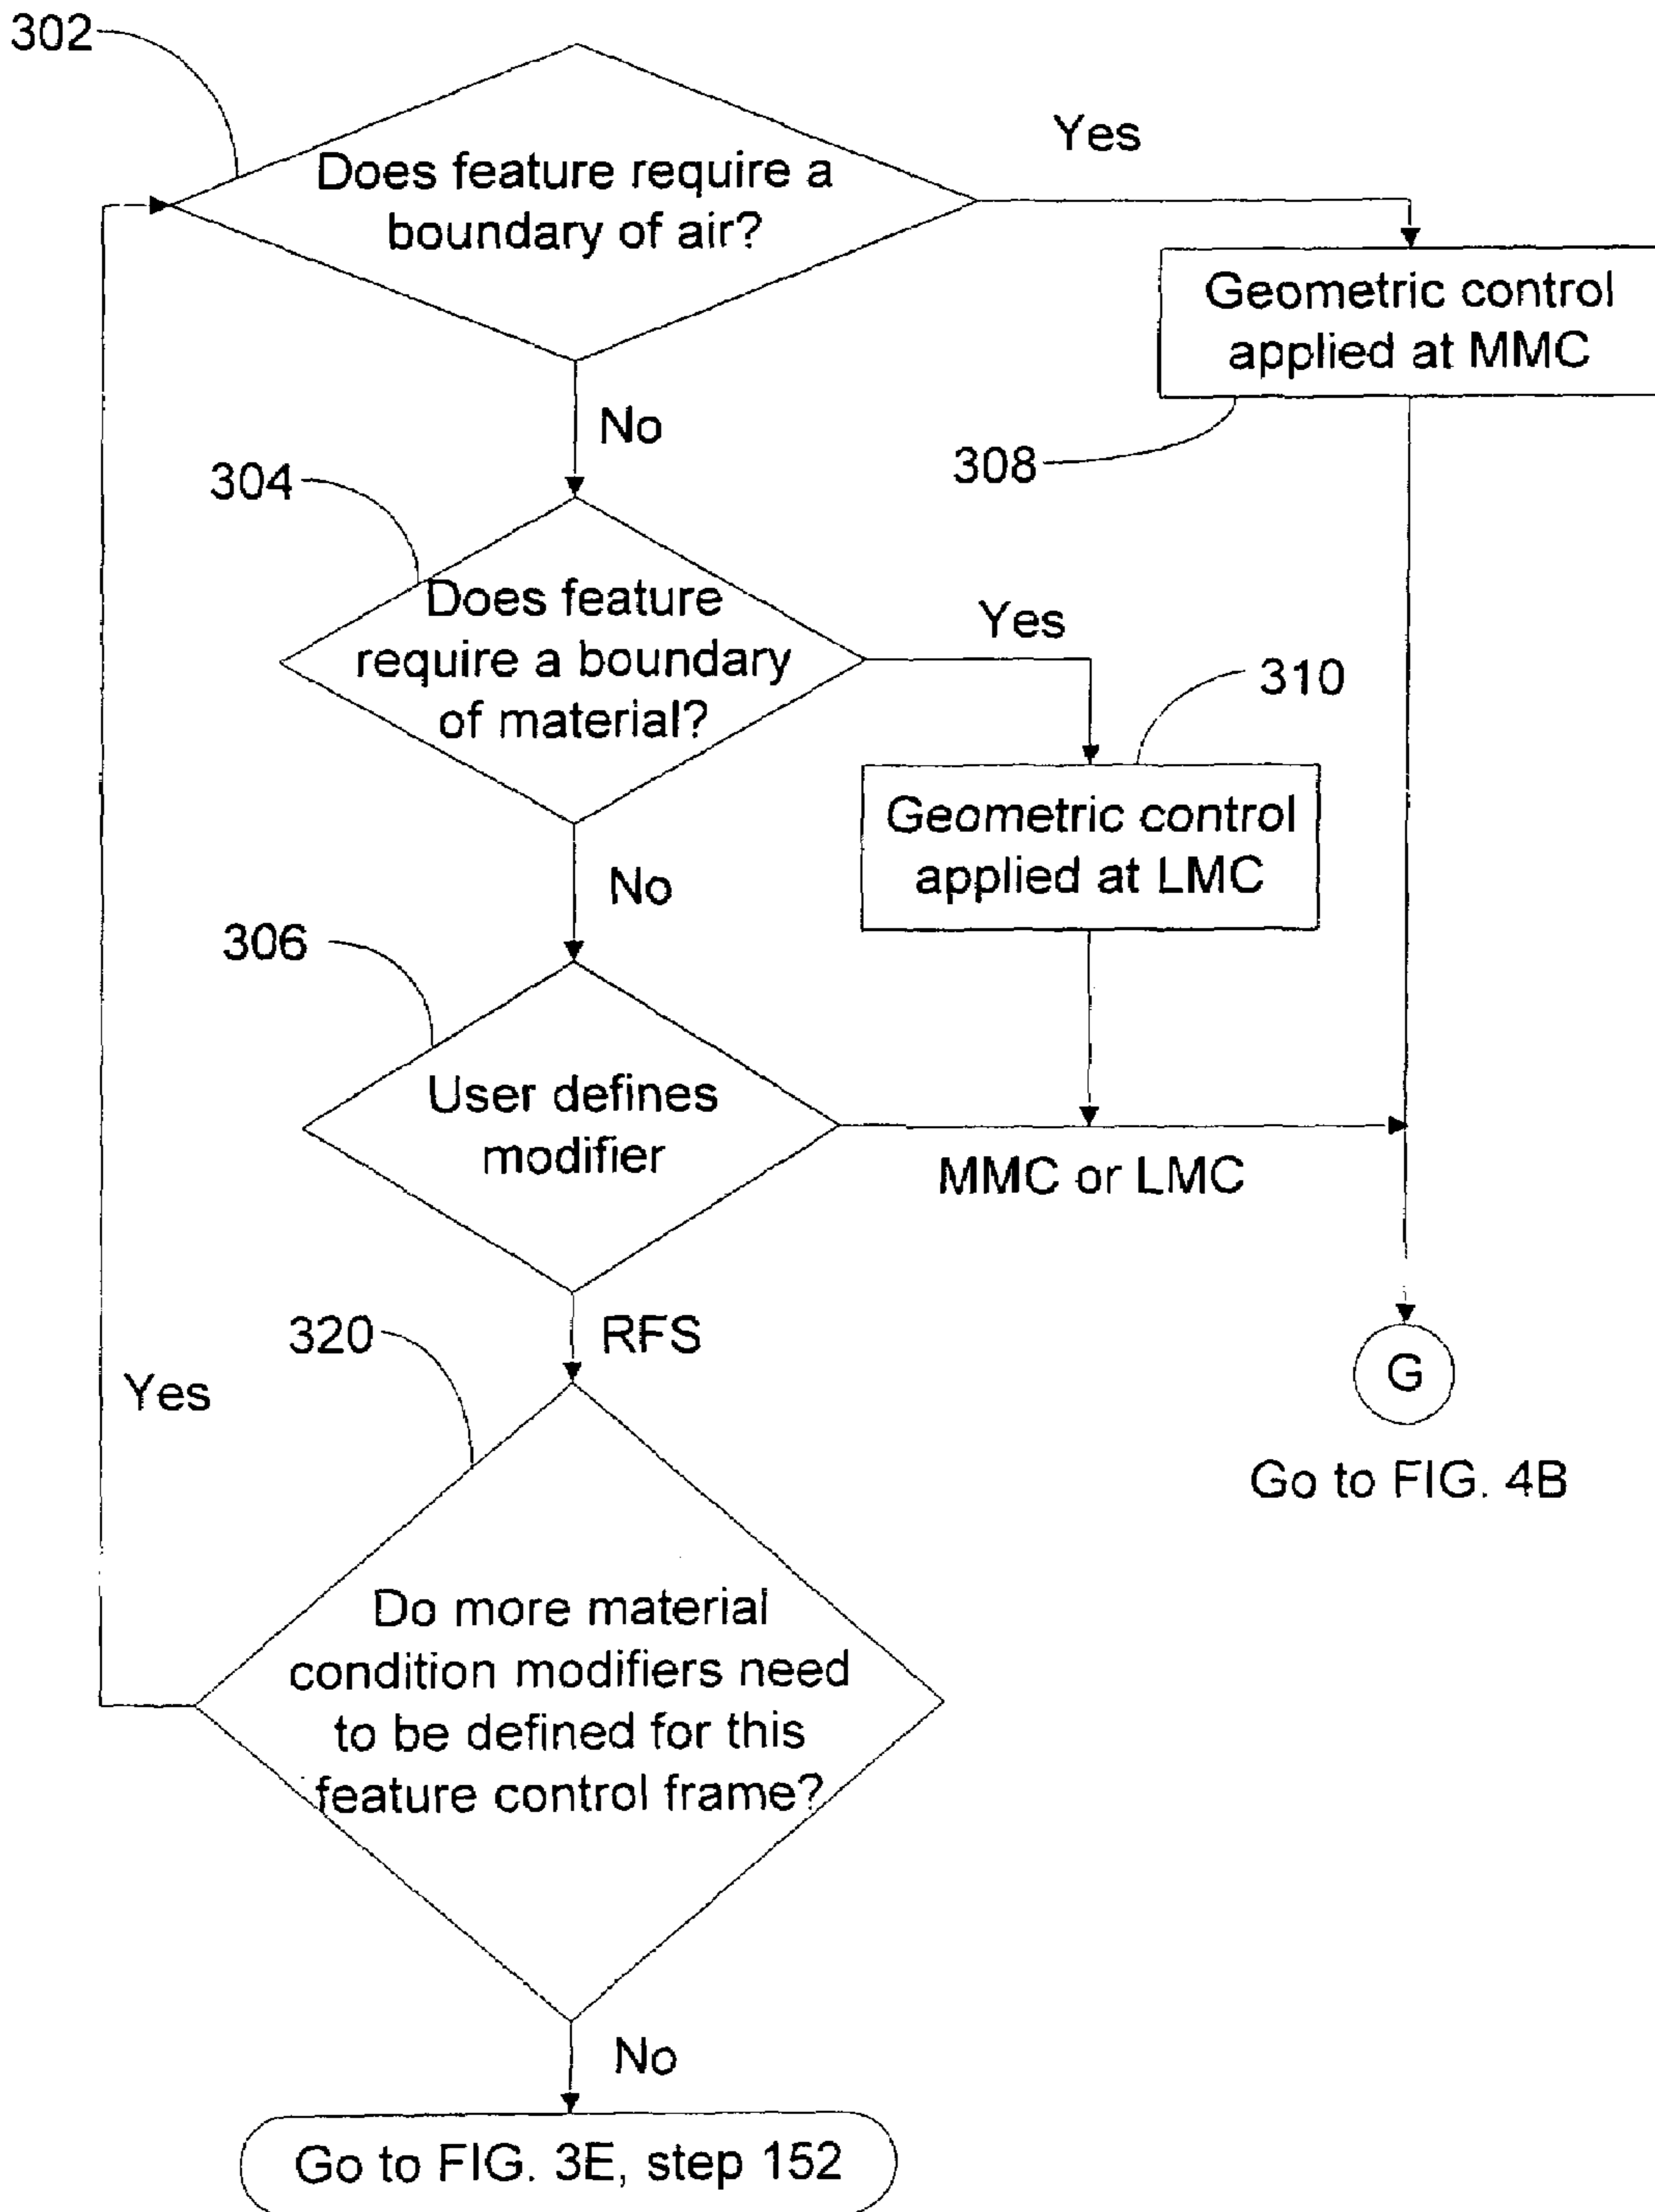 302
Does feature require a
boundary of air?
Yes
Geometric control
applied at MMC
308
No
304
Does feature
require a boundary
of material?
Yes
310
Geometric control
applied at LMC
No
306
User defines
modifier
MMC or LMC
RFS
320
Yes
G
Go to FIG. 4B
Do more material
condition modifiers need
to be defined for this
feature control frame?
No
Go to FIG. 3E, step 152